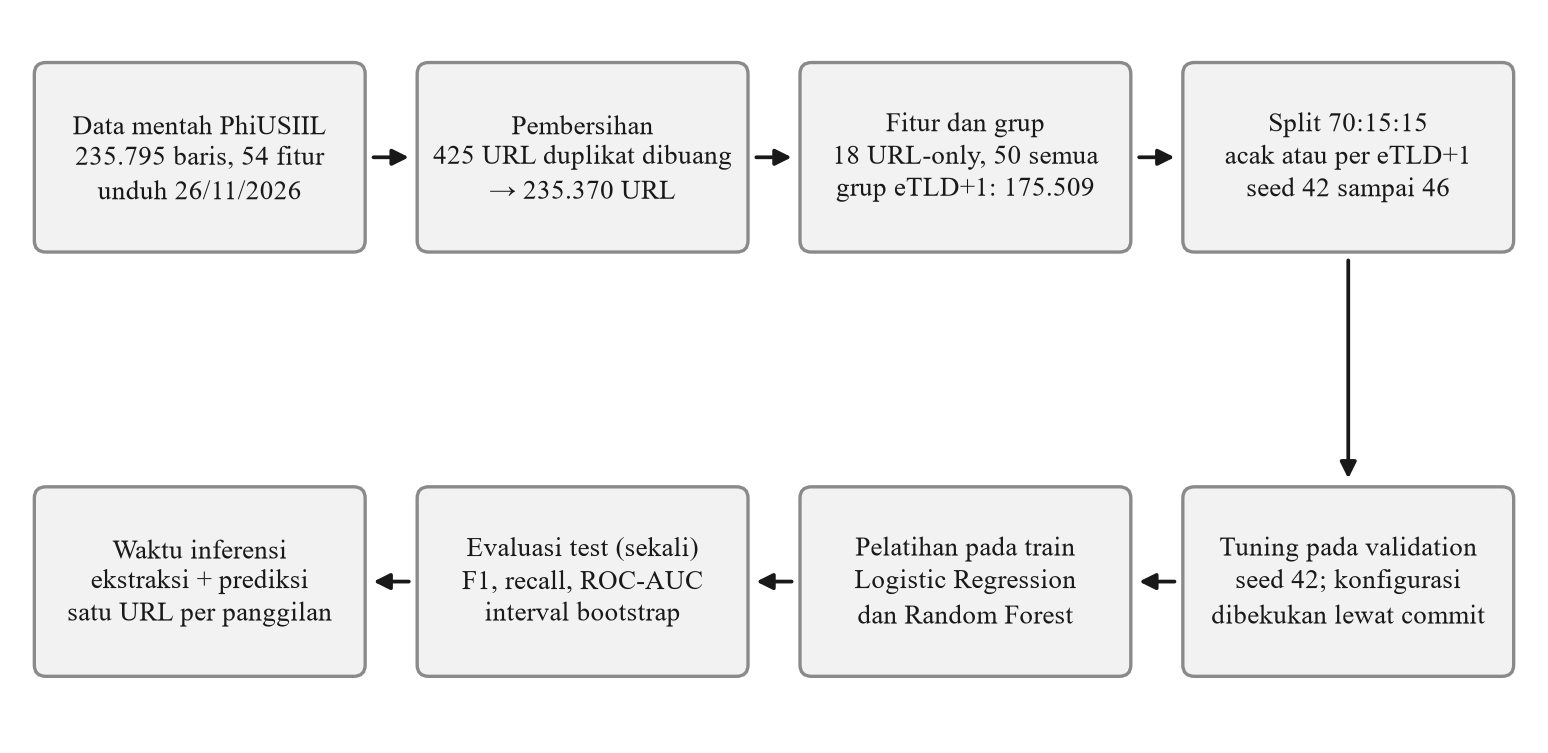 Data mentah PhiUSIIL
235.795 baris, 54 fitur
unduh 26/11/2026
Pembersihan
425 URL duplikat dibuang
→ 235.370 URL
Fitur dan grup
18 URL-only, 50 semua
grup eTLD+1: 175.509
Split 70:15:15
acak atau per eTLD+1
seed 42 sampai 46
Tuning pada validation
seed 42; konfigurasi
dibekukan lewat commit
Pelatihan pada train
Logistic Regression
dan Random Forest
Evaluasi test (sekali)
F1, recall, ROC-AUC
interval bootstrap
Waktu inferensi
ekstraksi + prediksi
satu URL per panggilan